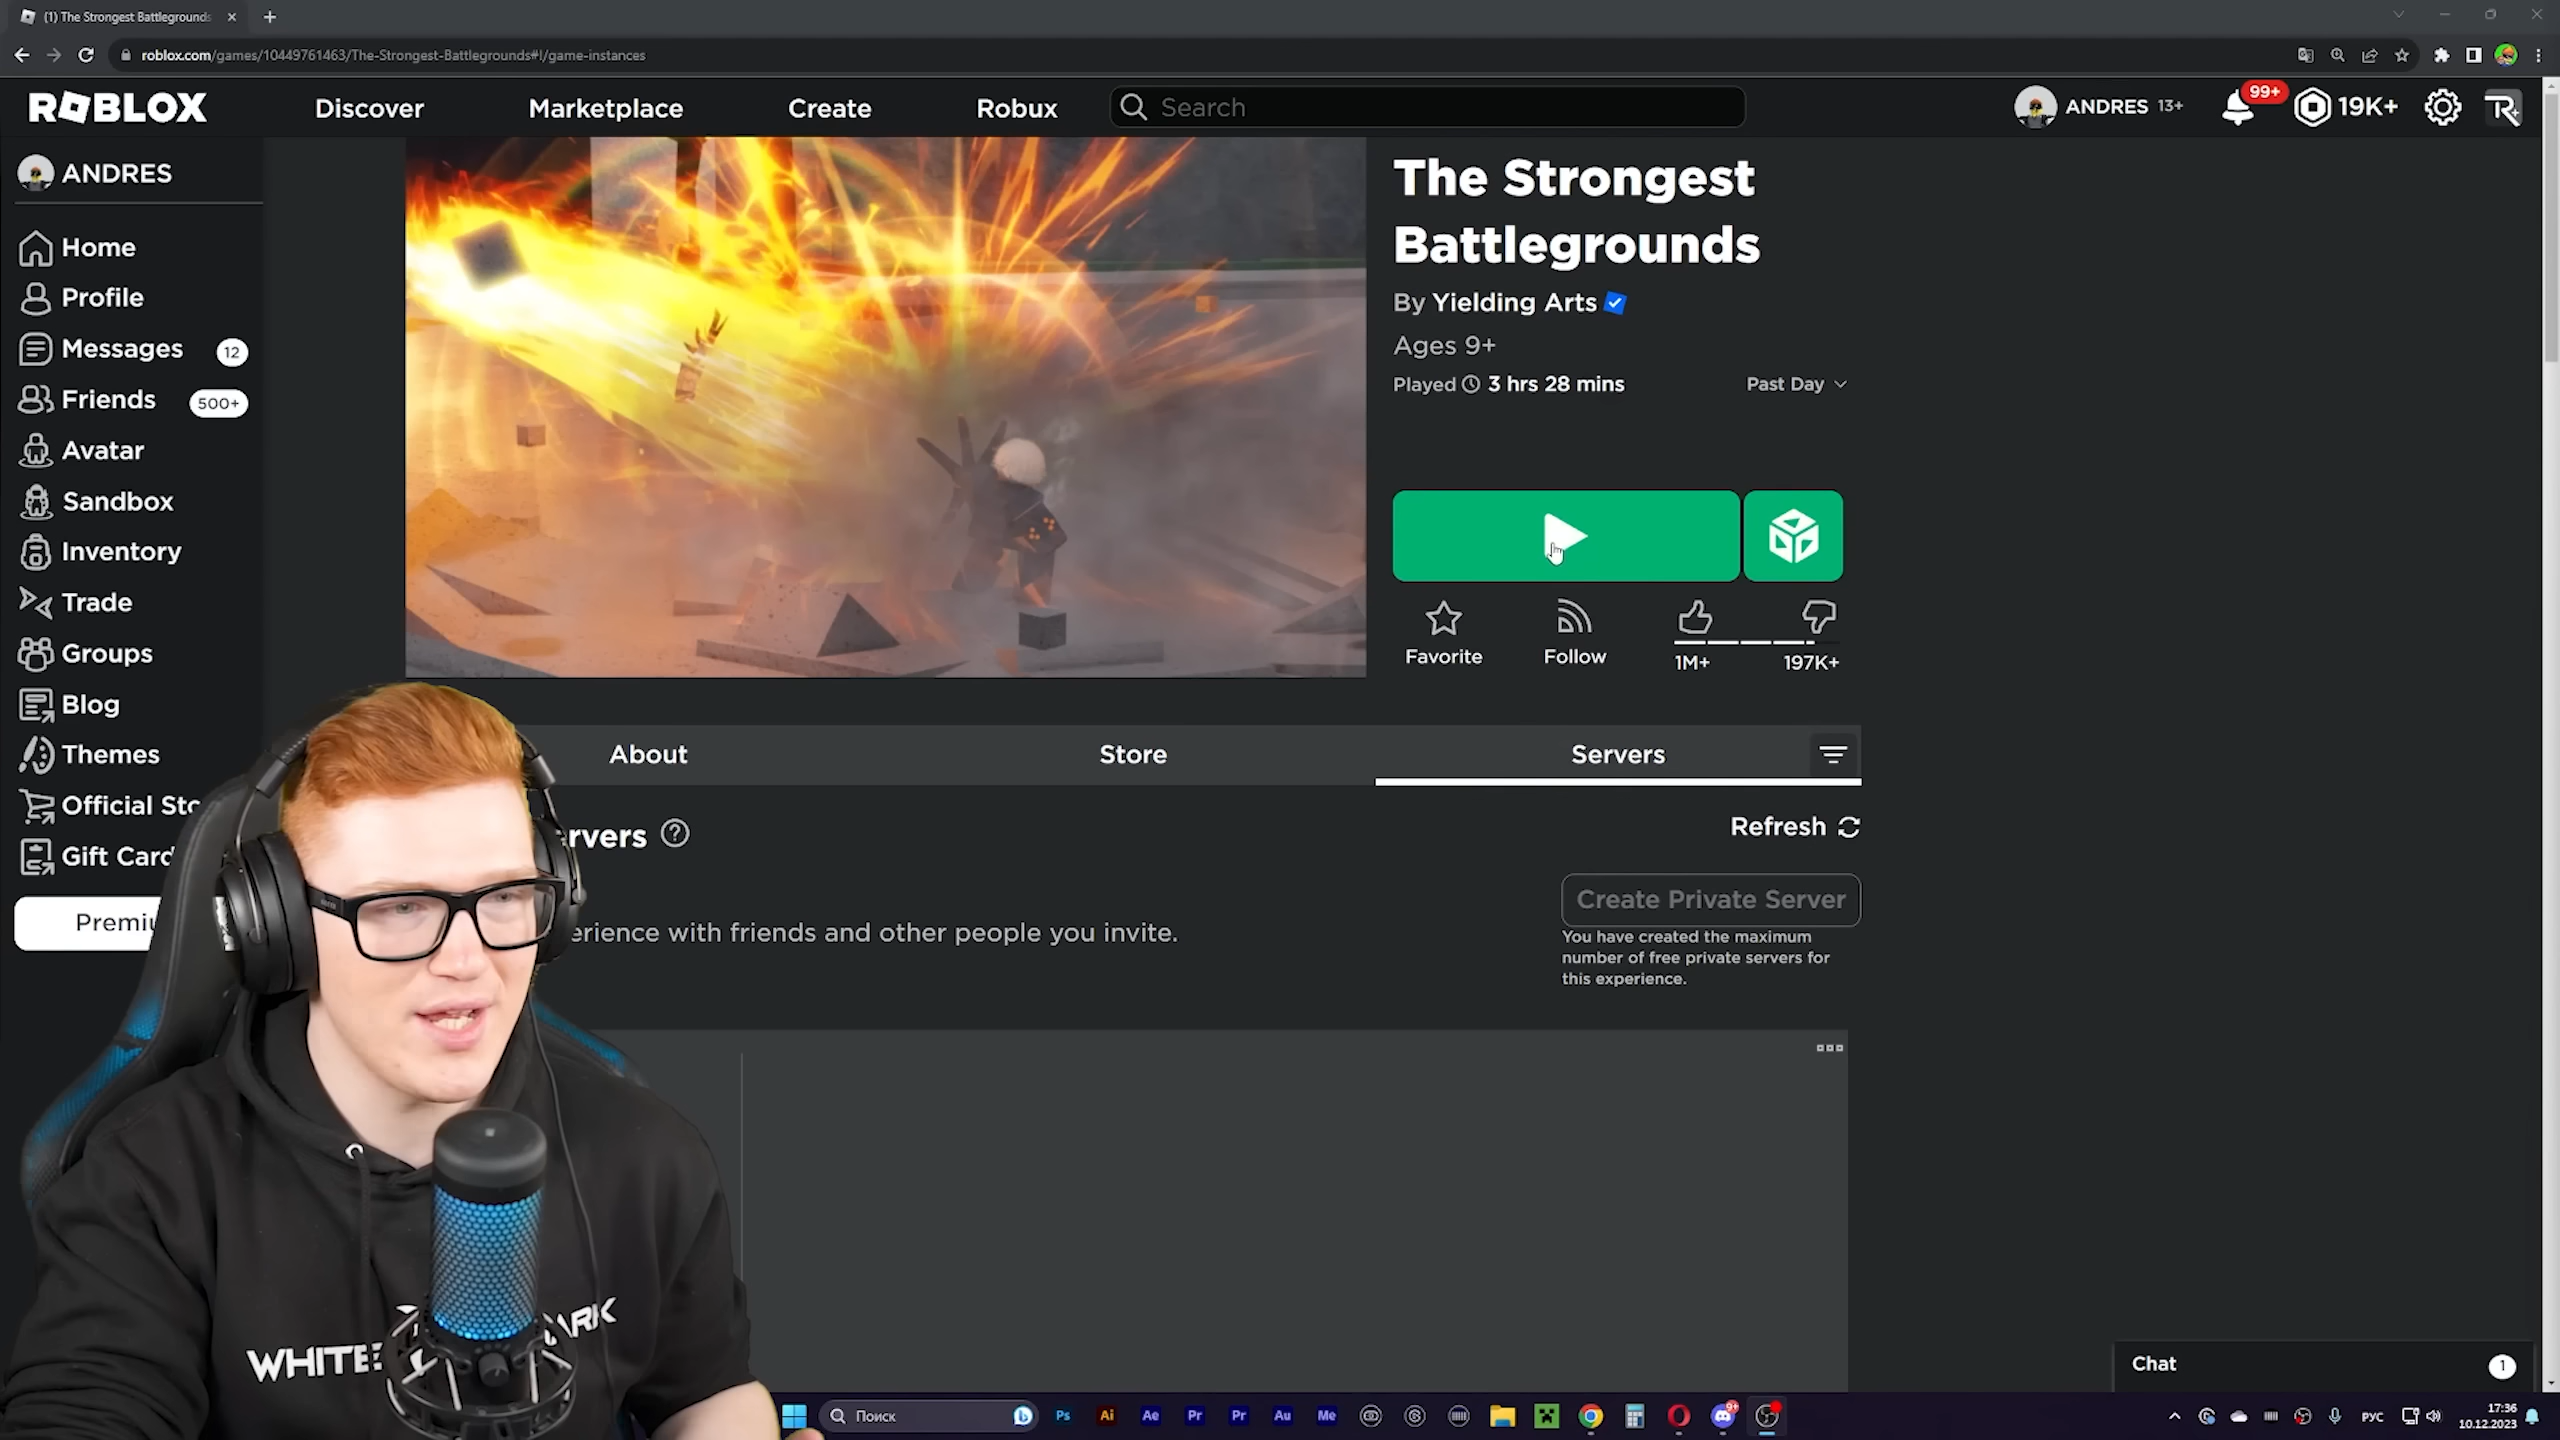 (1) The Strongest Battlegrounds
roblox.com/games/10449761463/The-Strongest-Battlegrounds#!/game-instances
ROBLOX
Discover
Marketplace
Create
Robux
Search
ANDRES 13+
99+
19K+
ANDRES
Home
Profile
Messages 12
Friends 500+
Avatar
Sandbox
Inventory
Trade
Groups
Blog
Themes
Official Sto
Gift Card
Premiu
The Strongest
Battlegrounds
By Yielding Arts
Ages 9+
Played 3 hrs 28 mins
Past Day
Favorite
Follow
1M+
197K+
About
Store
Servers
rvers
Refresh
Create Private Server
erience with friends and other people you invite.
You have created the maximum
number of free private servers for
this experience.
WHITE
ARK
Chat 1
Поиск
Ps
Ai
Ae
Pr
Pr
Au
Me
9+
РУС
17:36
10.12.2023